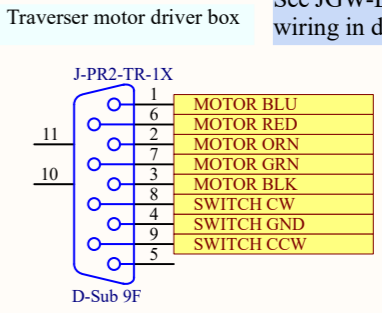 Traverser motor driver box
See JGW-
wiring in d
J-PR2-TR-1X
1 MOTOR BLU
6 MOTOR RED
11 2 MOTOR ORN
7 MOTOR GRN
10 3 MOTOR BLK
8 SWITCH CW
4 SWITCH GND
9 SWITCH CCW
5
D-Sub 9F